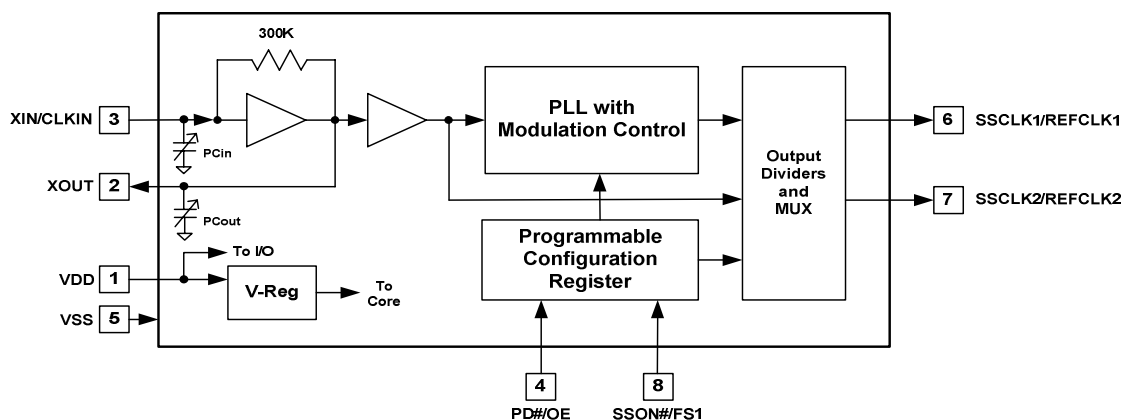 300K
XIN/CLKIN
3
PCin
XOUT
2
PCout
To I/O
VDD
1
V-Reg
To
Core
VSS
5
PLL with
Modulation Control
Programmable
Configuration
Register
Output
Dividers
and
MUX
6
SSCLK1/REFCLK1
7
SSCLK2/REFCLK2
4
PD#/OE
8
SSON#/FS1